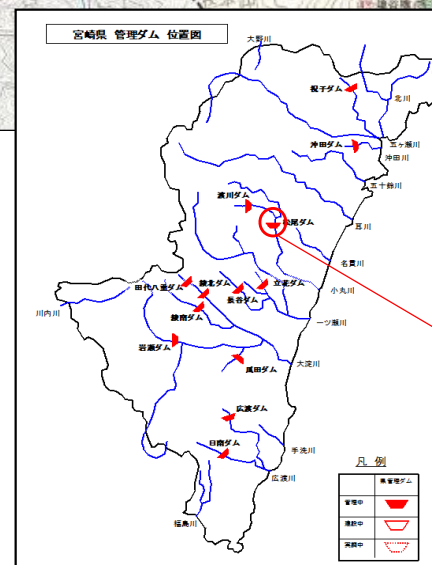 宮崎県 管理ダム 位置図
大野川
祝子ダム
北川
沖田ダム
五ヶ瀬川
沖田川
五十鈴川
渡川ダム
松尾ダム
耳川
名貫川
田代八重ダム
綾北ダム
立花ダム
長谷ダム
小丸川
川内川
綾南ダム
一ツ瀬川
岩瀬ダム
瓜田ダム
大淀川
広渡ダム
日南ダム
手洗川
広渡川
福島川
凡 例
県管理ダム
管理中
建設中
実調中